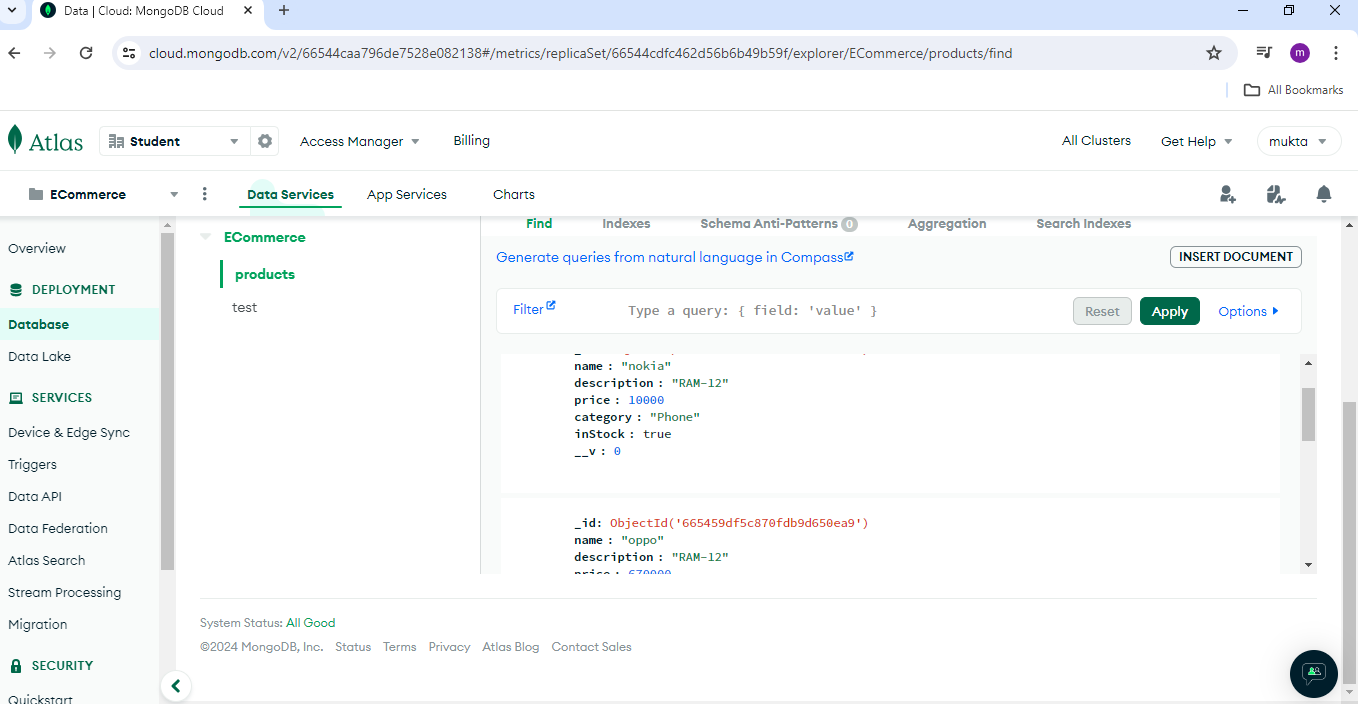 Data | Cloud: MongoDB Cloud
cloud.mongodb.com/v2/66544caa796de7528e082138#/metrics/replicaSet/66544cdfc462d56b6b49b59f/explorer/ECommerce/products/find
m
All Bookmarks
Atlas
Student
Access Manager
Billing
All Clusters
Get Help
mukta
ECommerce
Data Services
App Services
Charts
Overview
DEPLOYMENT
Database
Data Lake
SERVICES
Device & Edge Sync
Triggers
Data API
Data Federation
Atlas Search
Stream Processing
Migration
SECURITY
Quickstart
ECommerce
products
test
Find
Indexes
Schema Anti-Patterns 0
Aggregation
Search Indexes
Generate queries from natural language in Compass
INSERT DOCUMENT
Filter
Type a query: { field: 'value' }
Reset
Apply
Options
name : "nokia"
description : "RAM-12"
price : 10000
category : "Phone"
inStock : true
__v : 0
_id: ObjectId('665459df5c870fdb9d650ea9')
name : "oppo"
description : "RAM-12"
price : 670000
System Status: All Good
©2024 MongoDB, Inc. Status Terms Privacy Atlas Blog Contact Sales